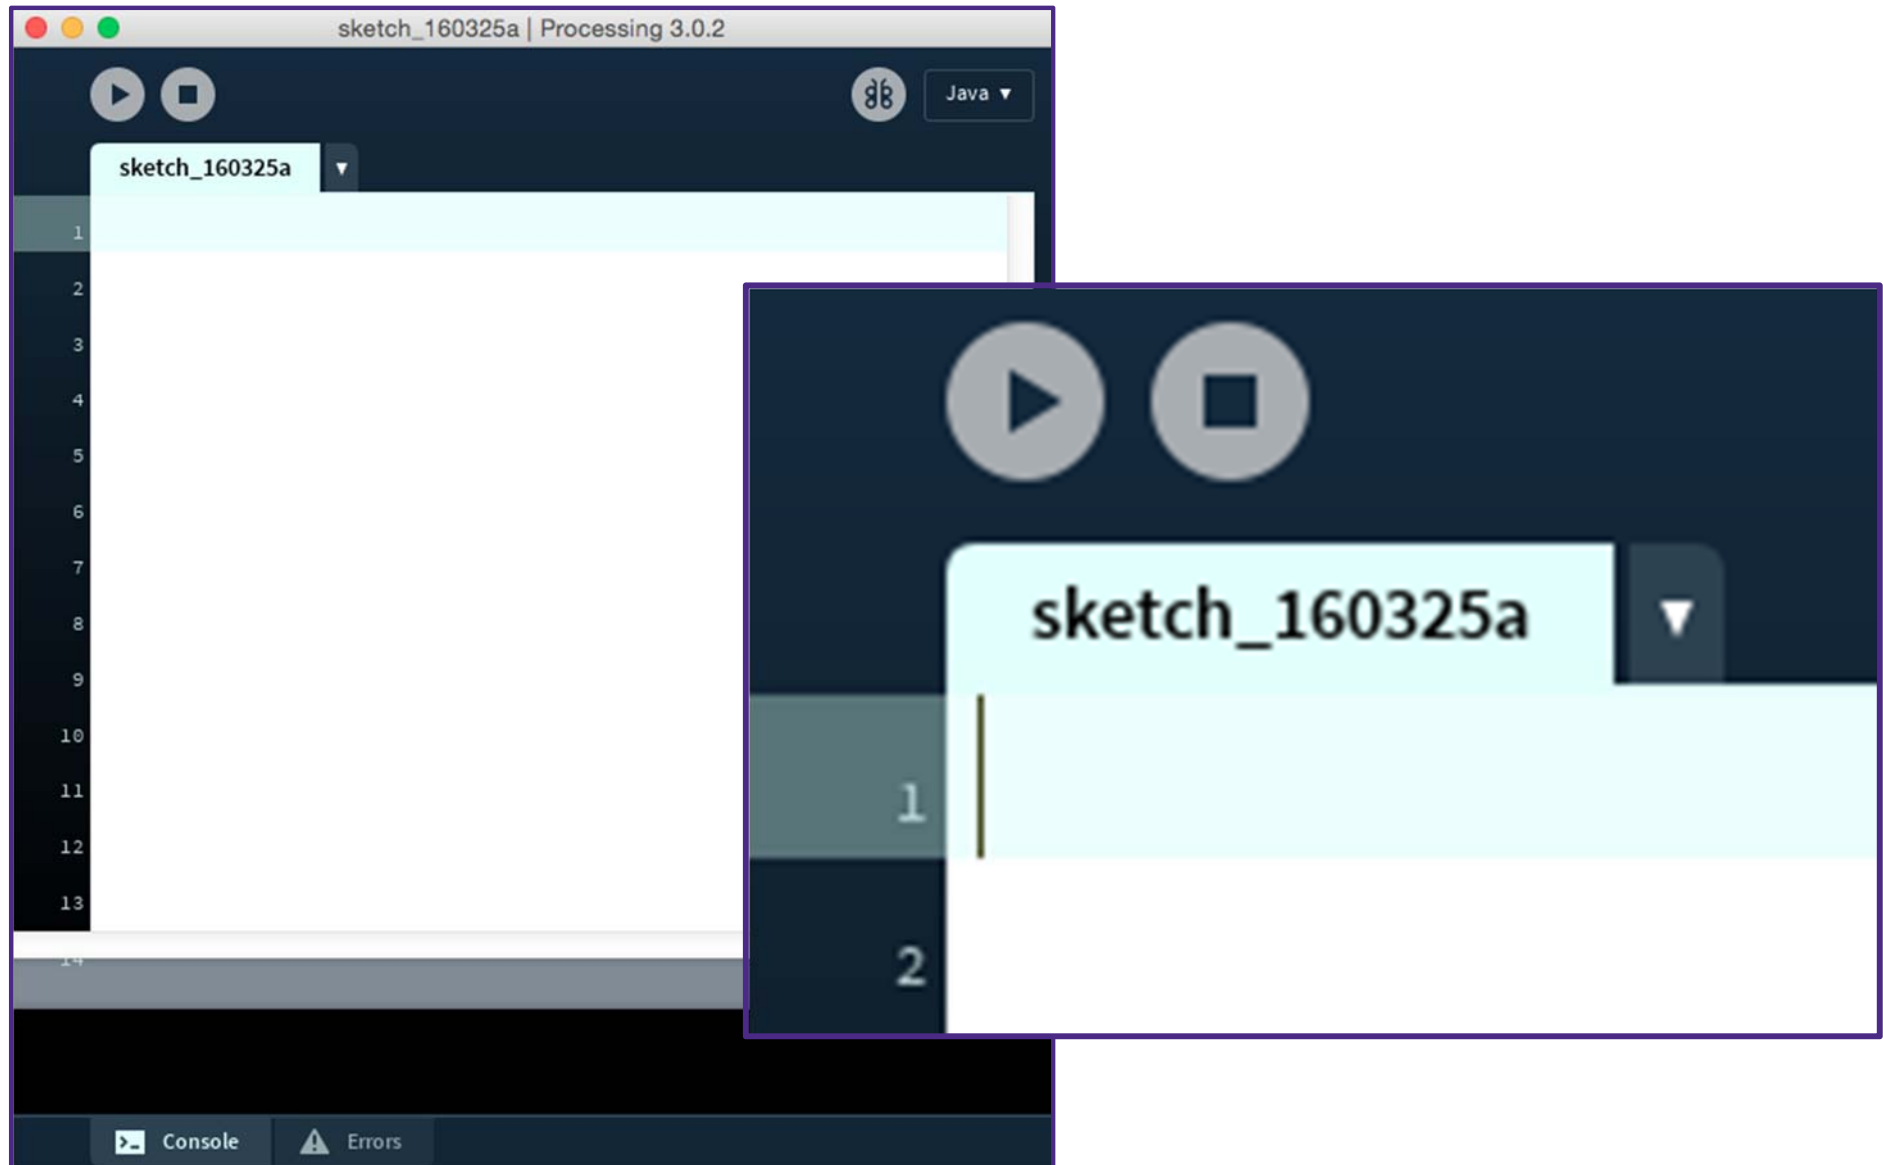 sketch_160325a | Processing 3.0.2
Java ▼
sketch_160325a ▼
1
2
3
4
5
6
7
8
9
10
11
12
13
14
>_ Console
Errors
sketch_160325a ▼
1
2